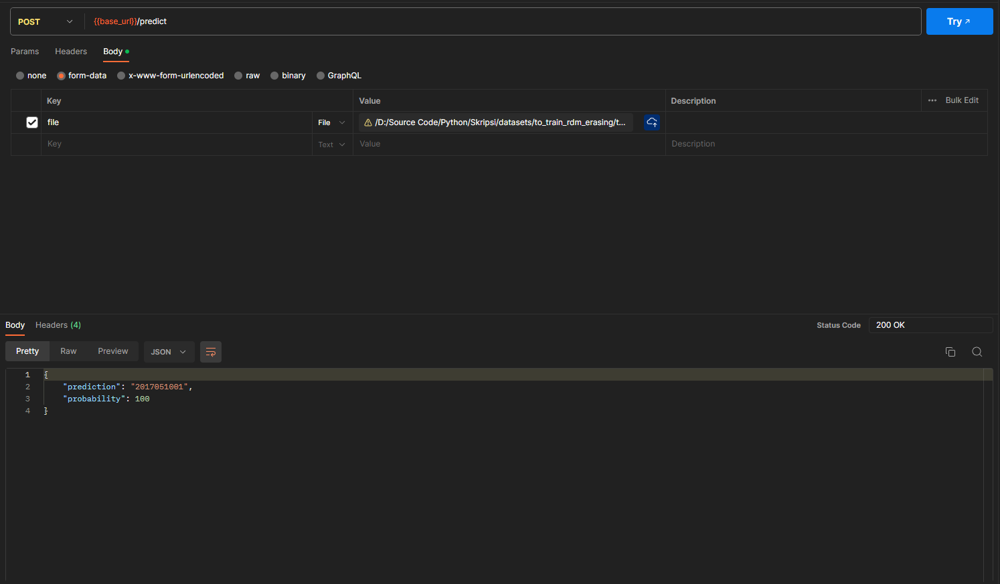 POST {{base_url}}/predict Try
Params Headers Body
none form-data x-www-form-urlencoded raw binary GraphQL
Key Value Description ••• Bulk Edit
file File /D:/Source Code/Python/Skripsi/datasets/to_train_rdm_erasing/t...
Key Text Value Description
Body Headers (4) Status Code 200 OK
Pretty Raw Preview JSON
1 {
2 "prediction": "2017051001",
3 "probability": 100
4 }